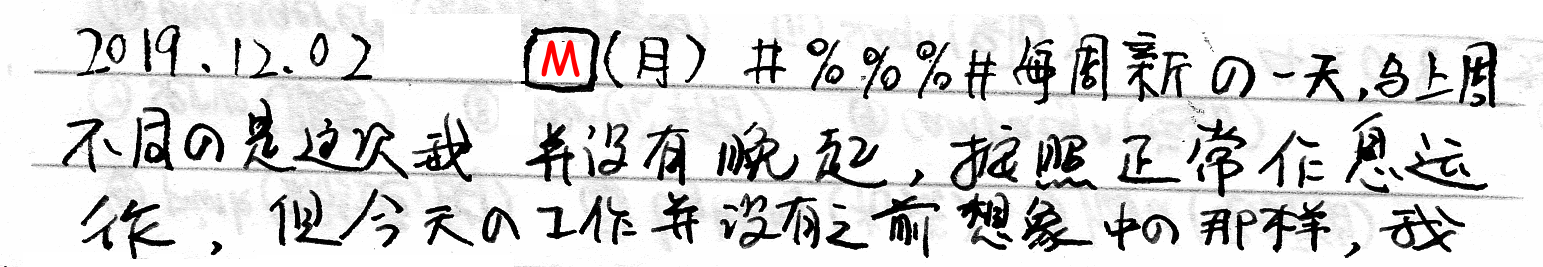 2019.12.02 M(月) #%%%#每周新の一天,与上周
不同の是这次我 并没有晚起,按照正常作息运
作,但今天の工作并没有之前想象中の那样,我